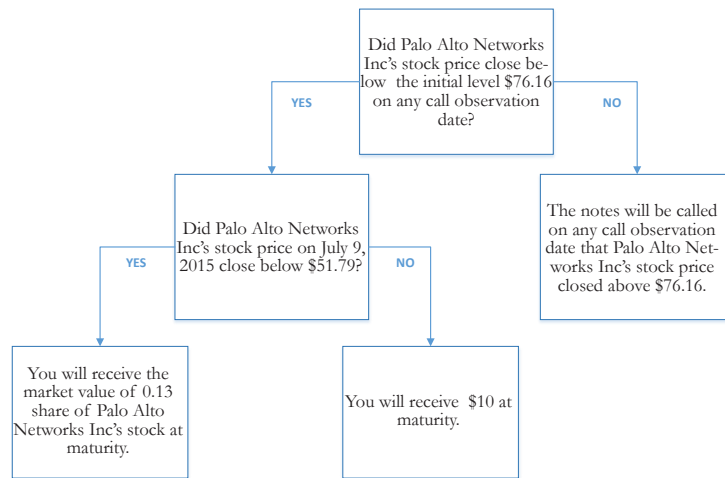 Did Palo Alto Networks
Inc's stock price close be-
low the initial level $76.16
on any call observation
date?
YES
NO
Did Palo Alto Networks
Inc's stock price on July 9,
2015 close below $51.79?
The notes will be called
on any call observation
date that Palo Alto Net-
works Inc's stock price
closed above $76.16.
YES
NO
You will receive the
market value of 0.13
share of Palo Alto
Networks Inc's stock at
maturity.
You will receive $10 at
maturity.